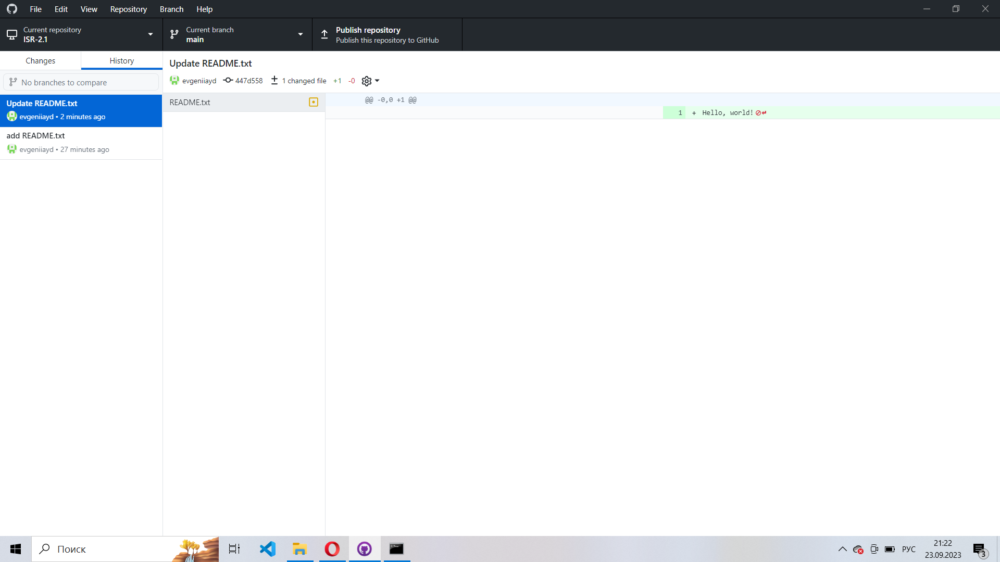 File Edit View Repository Branch Help
Current repository
ISR-2.1
Current branch
main
Publish repository
Publish this repository to GitHub
Changes History
No branches to compare
Update README.txt
evgeniiayd • 2 minutes ago
add README.txt
evgeniiayd • 27 minutes ago
Update README.txt
evgeniiayd 447d558 1 changed file +1 -0
README.txt
@@ -0,0 +1 @@
1 + Hello, world!
Поиск
РУС
21:22
23.09.2023
3